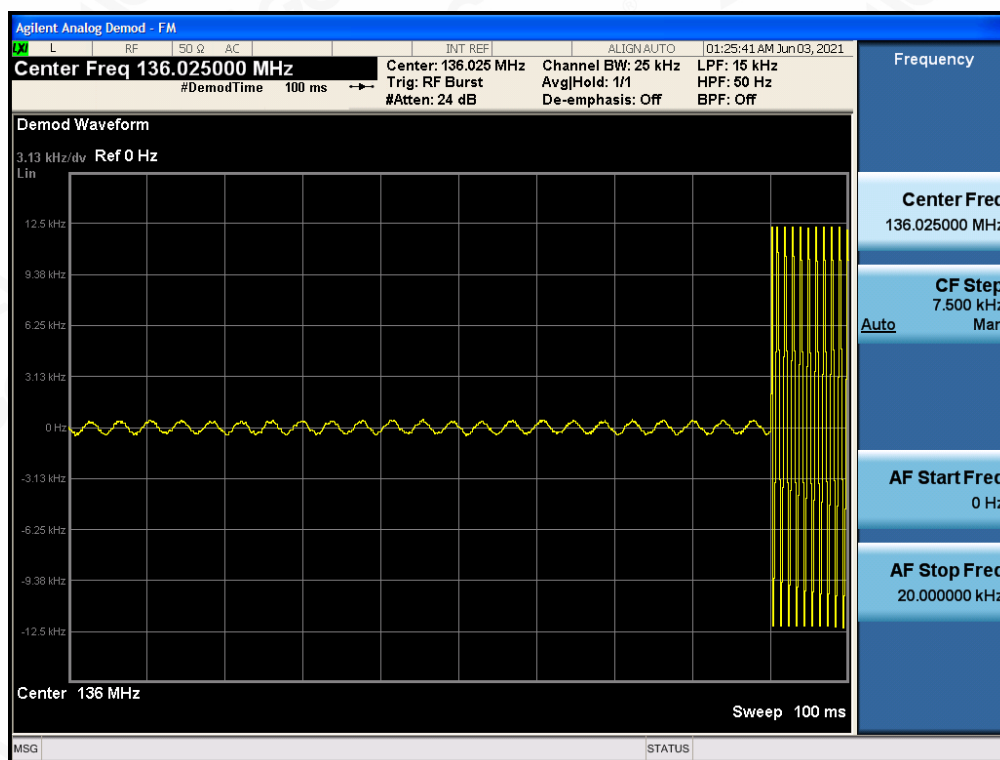 Agilent Analog Demod - FM
LXI L RF 50 Ω AC INT REF ALIGN AUTO 01:25:41 AM Jun 03, 2021
Center Freq 136.025000 MHz
#DemodTime 100 ms
Center: 136.025 MHz
Trig: RF Burst
#Atten: 24 dB
Channel BW: 25 kHz
Avg|Hold: 1/1
De-emphasis: Off
LPF: 15 kHz
HPF: 50 Hz
BPF: Off
Demod Waveform
3.13 kHz/dv Ref 0 Hz
Lin
12.5 kHz
9.38 kHz
6.25 kHz
3.13 kHz
0 Hz
-3.13 kHz
-6.25 kHz
-9.38 kHz
-12.5 kHz
Center 136 MHz
Sweep 100 ms
MSG
STATUS
Frequency
Center Freq
136.025000 MHz
CF Step
7.500 kHz
Auto Man
AF Start Freq
0 Hz
AF Stop Freq
20.000000 kHz